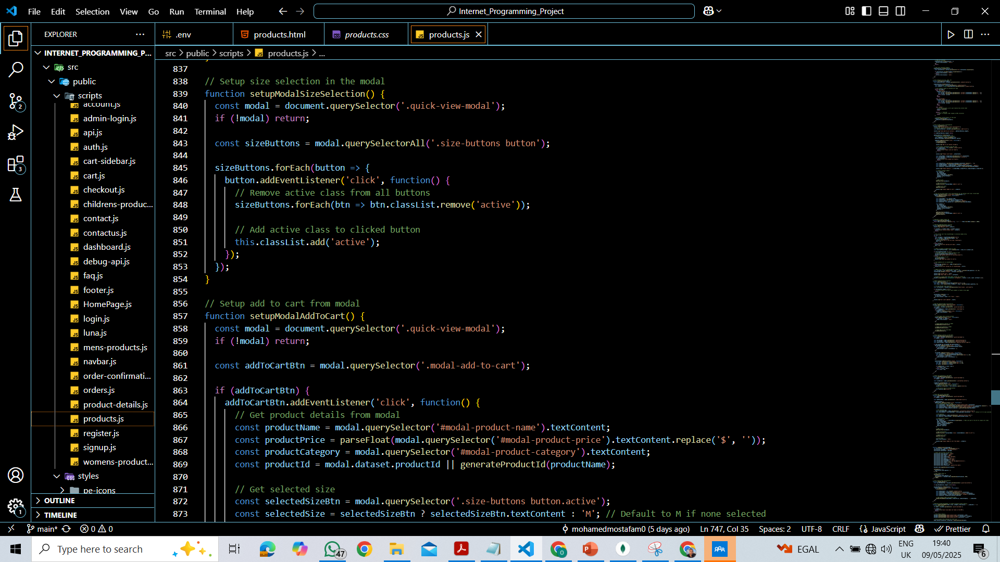 File Edit Selection View Go Run Terminal Help
Internet_Programming_Project
EXPLORER
.env
products.html
products.css
products.js
INTERNET_PROGRAMMING_P...
src > public > scripts > JS products.js > ...
src
public
scripts
account.js
admin-login.js
api.js
auth.js
cart-sidebar.js
cart.js
checkout.js
childrens-produc...
contact.js
contactus.js
dashboard.js
debug-api.js
faq.js
footer.js
HomePage.js
login.js
luna.js
mens-products.js
navbar.js
order-confirmati...
orders.js
product-details.js
products.js
register.js
signup.js
womens-product...
styles
pe-icons
OUTLINE
TIMELINE
2
3
1
837
838 // Setup size selection in the modal
839 function setupModalSizeSelection() {
840 const modal = document.querySelector('.quick-view-modal');
841 if (!modal) return;
842
843 const sizeButtons = modal.querySelectorAll('.size-buttons button');
844
845 sizeButtons.forEach(button => {
846 button.addEventListener('click', function() {
847 // Remove active class from all buttons
848 sizeButtons.forEach(btn => btn.classList.remove('active'));
849
850 // Add active class to clicked button
851 this.classList.add('active');
852 });
853 });
854 }
855
856 // Setup add to cart from modal
857 function setupModalAddToCart() {
858 const modal = document.querySelector('.quick-view-modal');
859 if (!modal) return;
860
861 const addToCartBtn = modal.querySelector('.modal-add-to-cart');
862
863 if (addToCartBtn) {
864 addToCartBtn.addEventListener('click', function() {
865 // Get product details from modal
866 const productName = modal.querySelector('#modal-product-name').textContent;
867 const productPrice = parseFloat(modal.querySelector('#modal-product-price').textContent.replace('$', ''));
868 const productCategory = modal.querySelector('#modal-product-category').textContent;
869 const productId = modal.dataset.productId || generateProductId(productName);
870
871 // Get selected size
872 const selectedSizeBtn = modal.querySelector('.size-buttons button.active');
873 const selectedSize = selectedSizeBtn ? selectedSizeBtn.textContent : 'M'; // Default to M if none selected
main* 0 0 mohamedmostafam0 (5 days ago) Ln 747, Col 35 Spaces: 2 UTF-8 CRLF {} JavaScript Prettier
Type here to search
47
EGAL
ENG
UK
19:40
09/05/2025
6